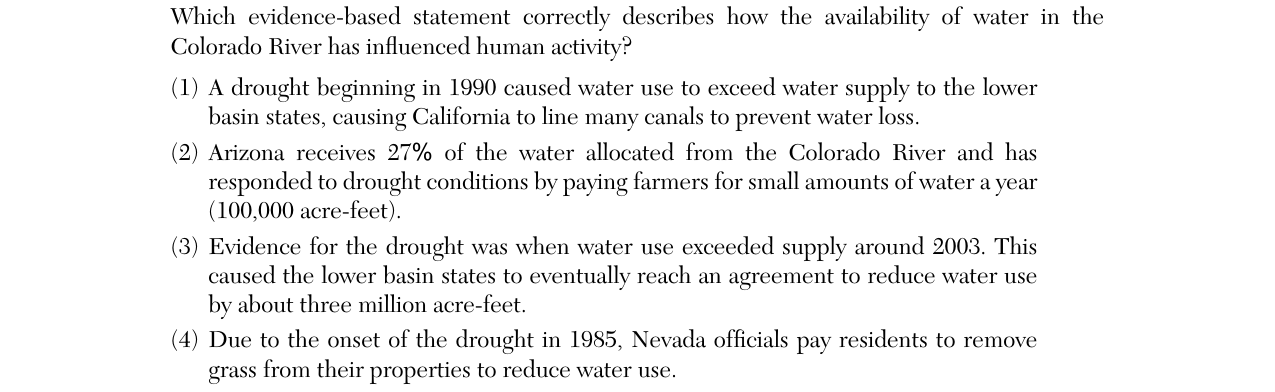 Which evidence-based statement correctly describes how the availability of water in the
Colorado River has influenced human activity?
(1) A drought beginning in 1990 caused water use to exceed water supply to the lower
basin states, causing California to line many canals to prevent water loss.
(2) Arizona receives 27% of the water allocated from the Colorado River and has
responded to drought conditions by paying farmers for small amounts of water a year
(100,000 acre-feet).
(3) Evidence for the drought was when water use exceeded supply around 2003. This
caused the lower basin states to eventually reach an agreement to reduce water use
by about three million acre-feet.
(4) Due to the onset of the drought in 1985, Nevada officials pay residents to remove
grass from their properties to reduce water use.